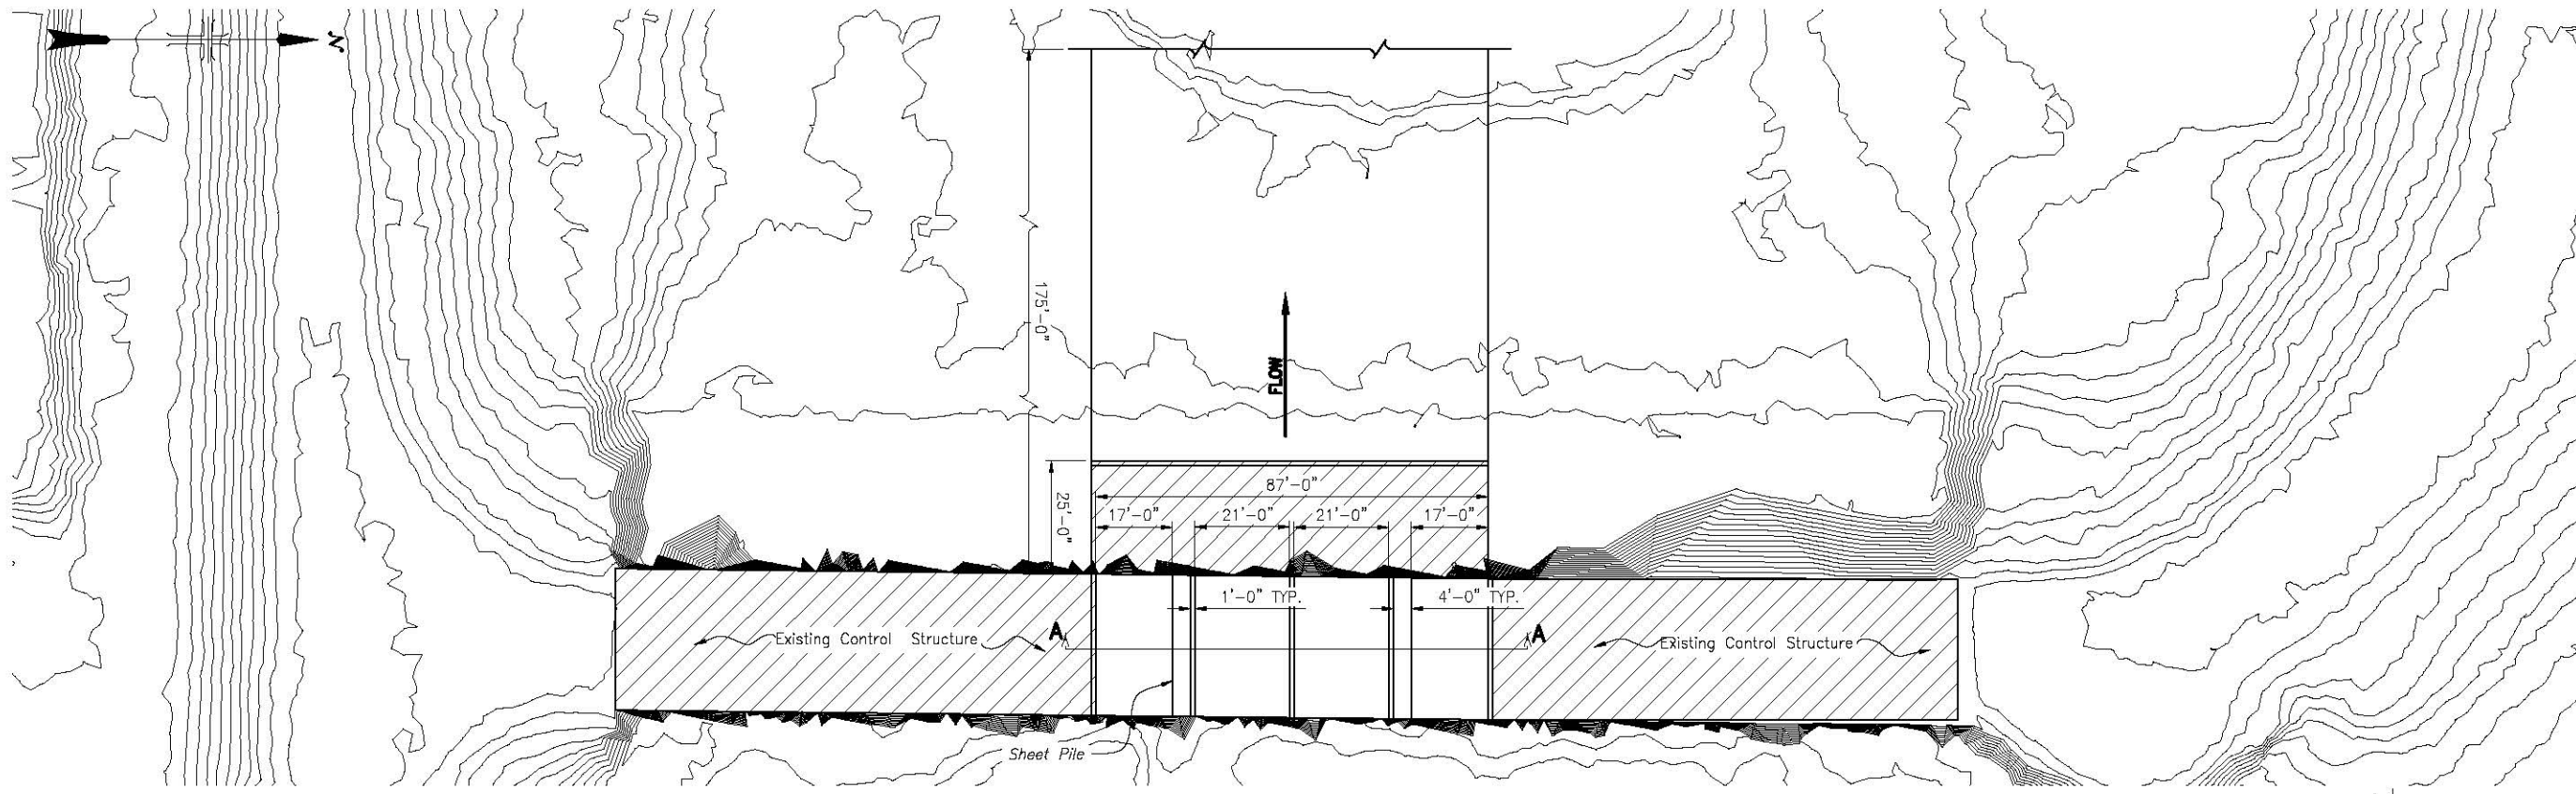 N
175'-0"
FLOW
25'-0"
87'-0"
17'-0" 21'-0" 21'-0" 17'-0"
1'-0" TYP. 4'-0" TYP.
A A
Existing Control Structure Existing Control Structure
Sheet Pile